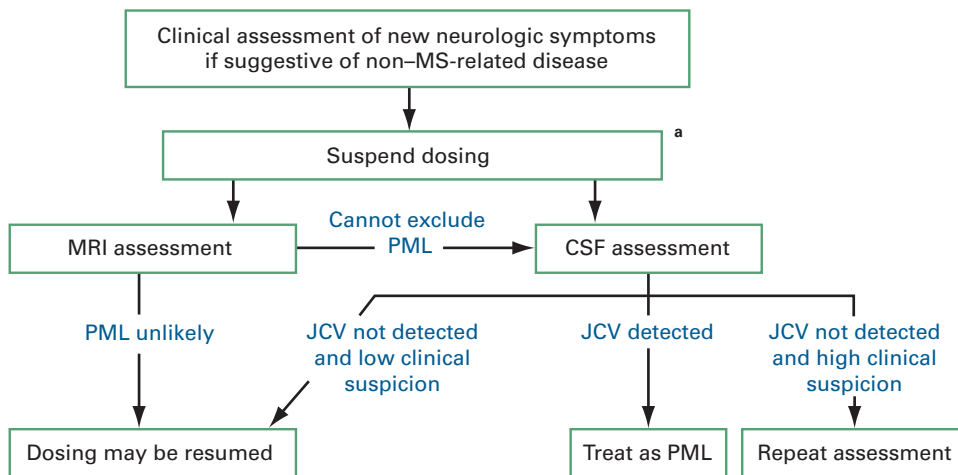 Clinical assessment of new neurologic symptoms
if suggestive of non–MS-related disease
a
Suspend dosing
Cannot exclude
PML
MRI assessment
CSF assessment
PML unlikely
JCV not detected
and low clinical
suspicion
JCV detected
JCV not detected
and high clinical
suspicion
Dosing may be resumed
Treat as PML
Repeat assessment